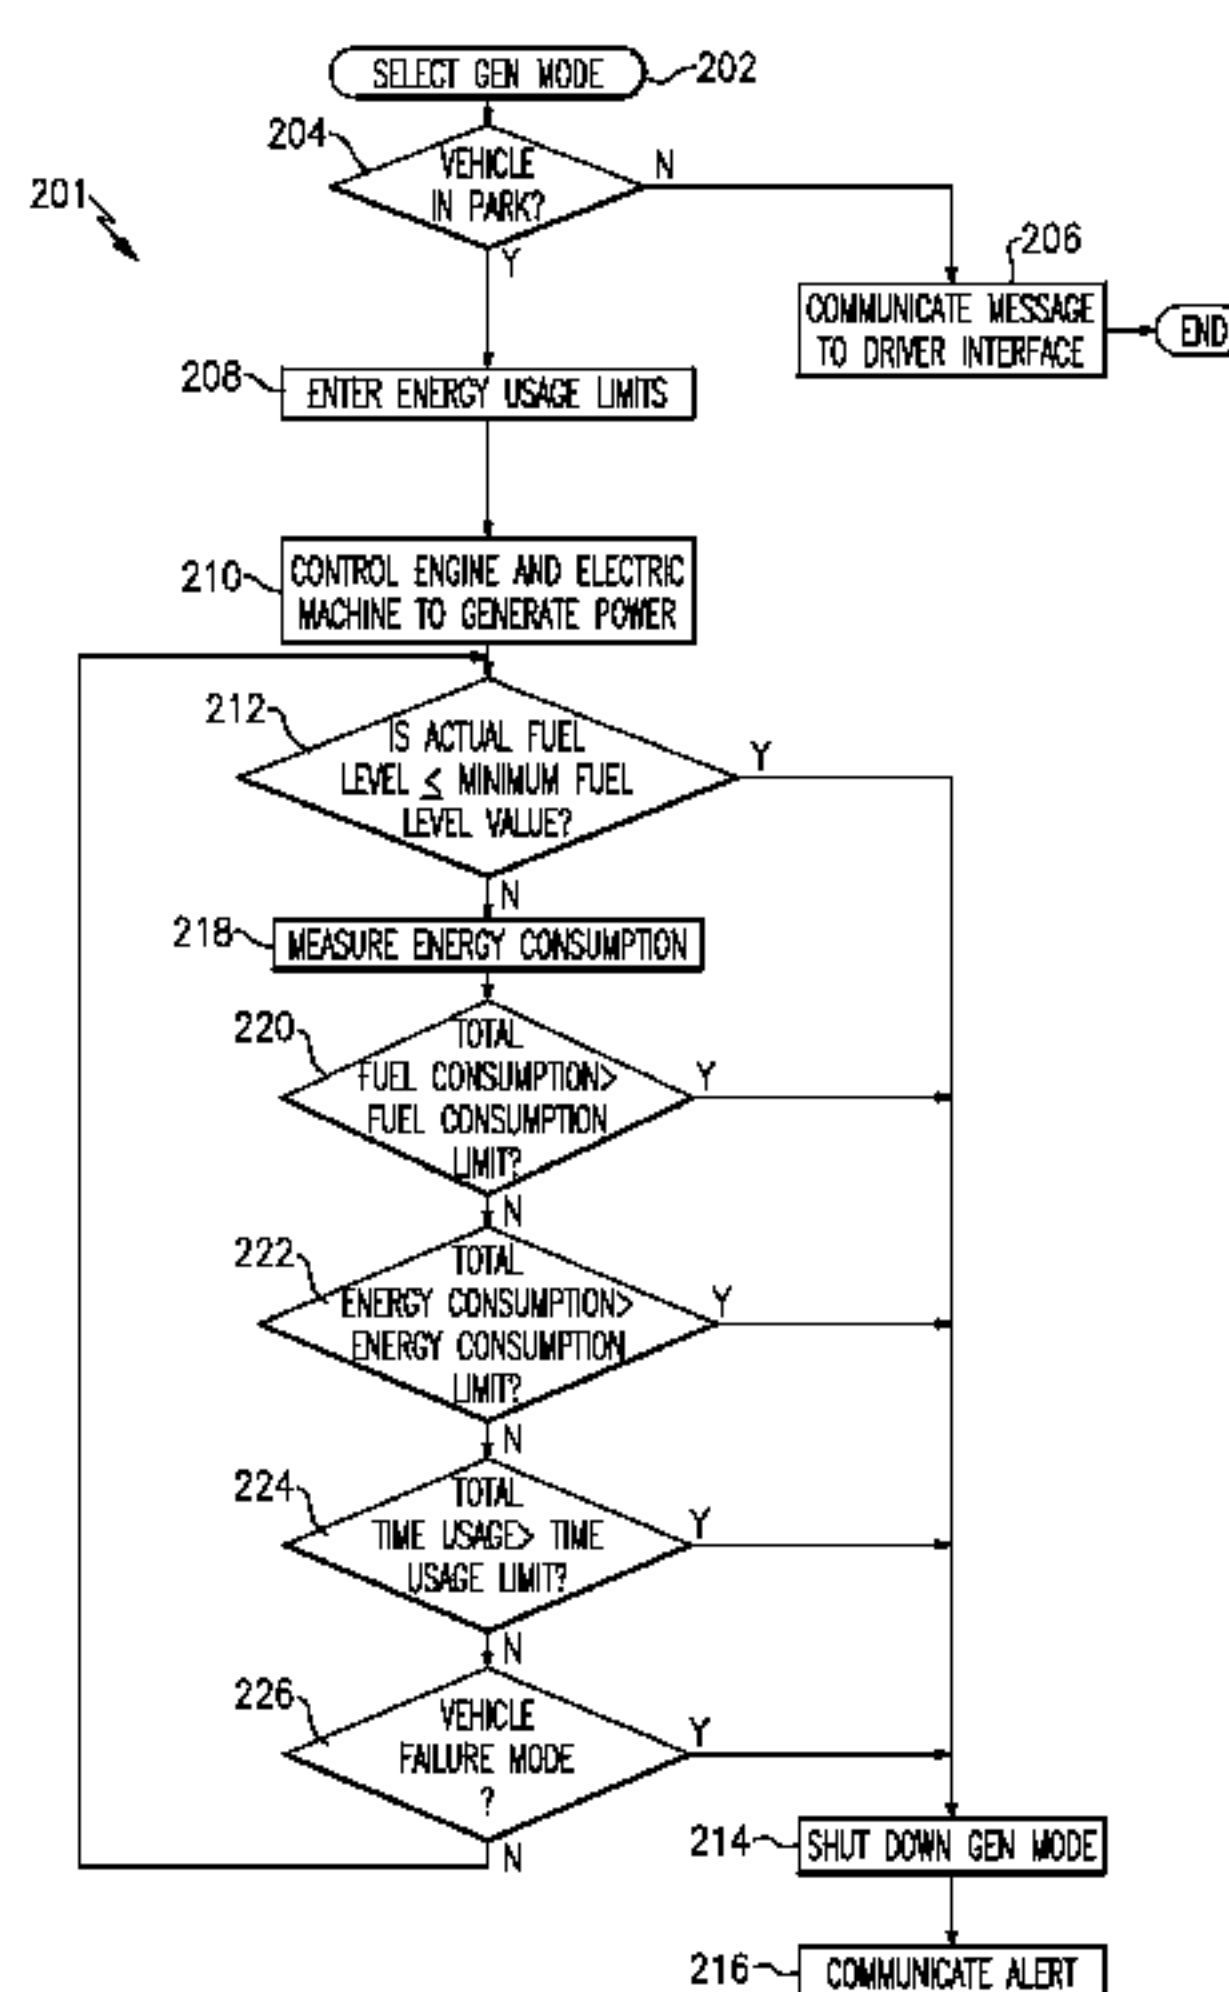 SELECT GEN MODE
202
204
VEHICLE
IN PARK?
N
Y
201
206
COMMUNICATE MESSAGE
TO DRIVER INTERFACE
END
208
ENTER ENERGY USAGE LIMITS
210
CONTROL ENGINE AND ELECTRIC
MACHINE TO GENERATE POWER
212
IS ACTUAL FUEL
LEVEL ≤ MINIMUM FUEL
LEVEL VALUE?
Y
N
218
MEASURE ENERGY CONSUMPTION
220
TOTAL
FUEL CONSUMPTION>
FUEL CONSUMPTION
LIMIT?
Y
N
222
TOTAL
ENERGY CONSUMPTION>
ENERGY CONSUMPTION
LIMIT?
Y
N
224
TOTAL
TIME USAGE> TIME
USAGE LIMIT?
Y
N
226
VEHICLE
FAILURE MODE
?
Y
N
214
SHUT DOWN GEN MODE
216
COMMUNICATE ALERT